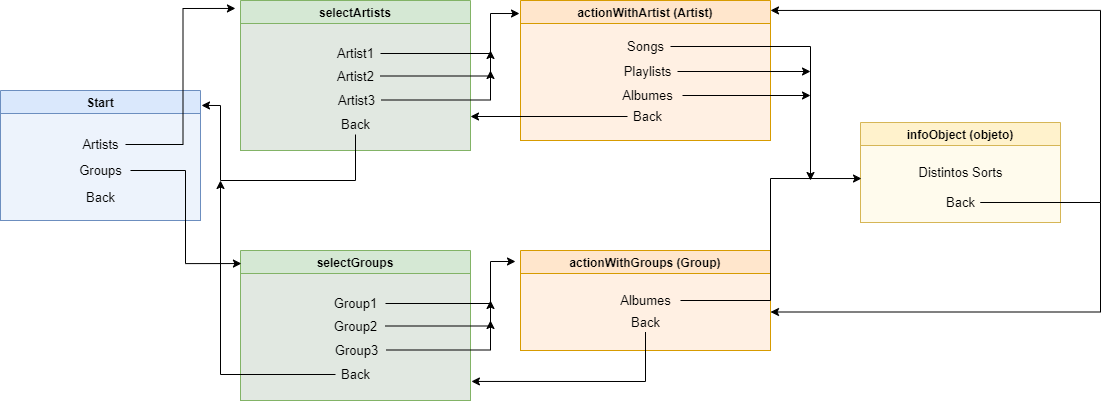 Start
Artists
Groups
Back
selectArtists
Artist1
Artist2
Artist3
Back
actionWithArtist (Artist)
Songs
Playlists
Albumes
Back
infoObject (objeto)
Distintos Sorts
Back
selectGroups
Group1
Group2
Group3
Back
actionWithGroups (Group)
Albumes
Back